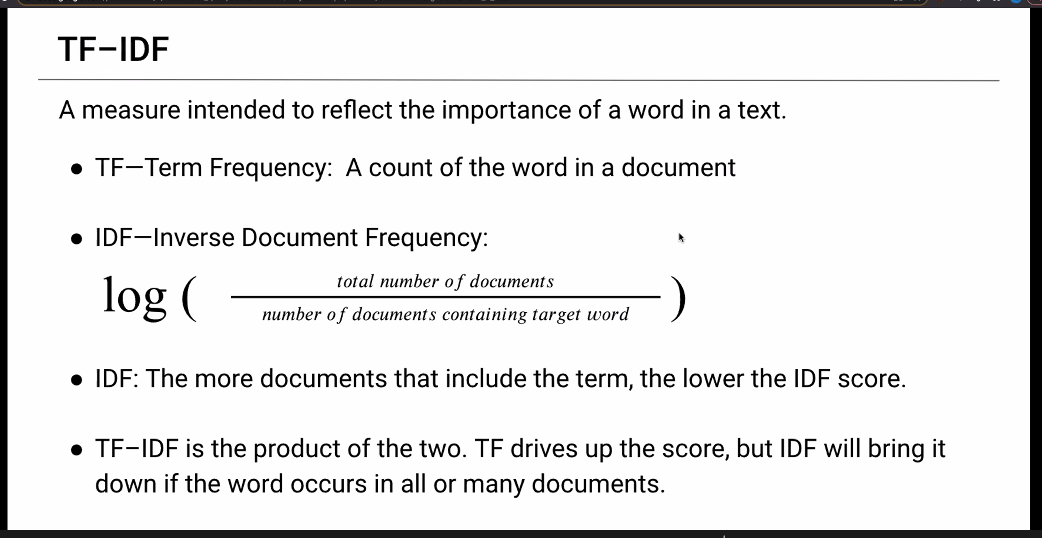 TF–IDF
A measure intended to reflect the importance of a word in a text.
● TF—Term Frequency:  A count of the word in a document
● IDF—Inverse Document Frequency:
log ( total number of documents
number of documents containing target word )
● IDF: The more documents that include the term, the lower the IDF score.
● TF–IDF is the product of the two. TF drives up the score, but IDF will bring it
down if the word occurs in all or many documents.